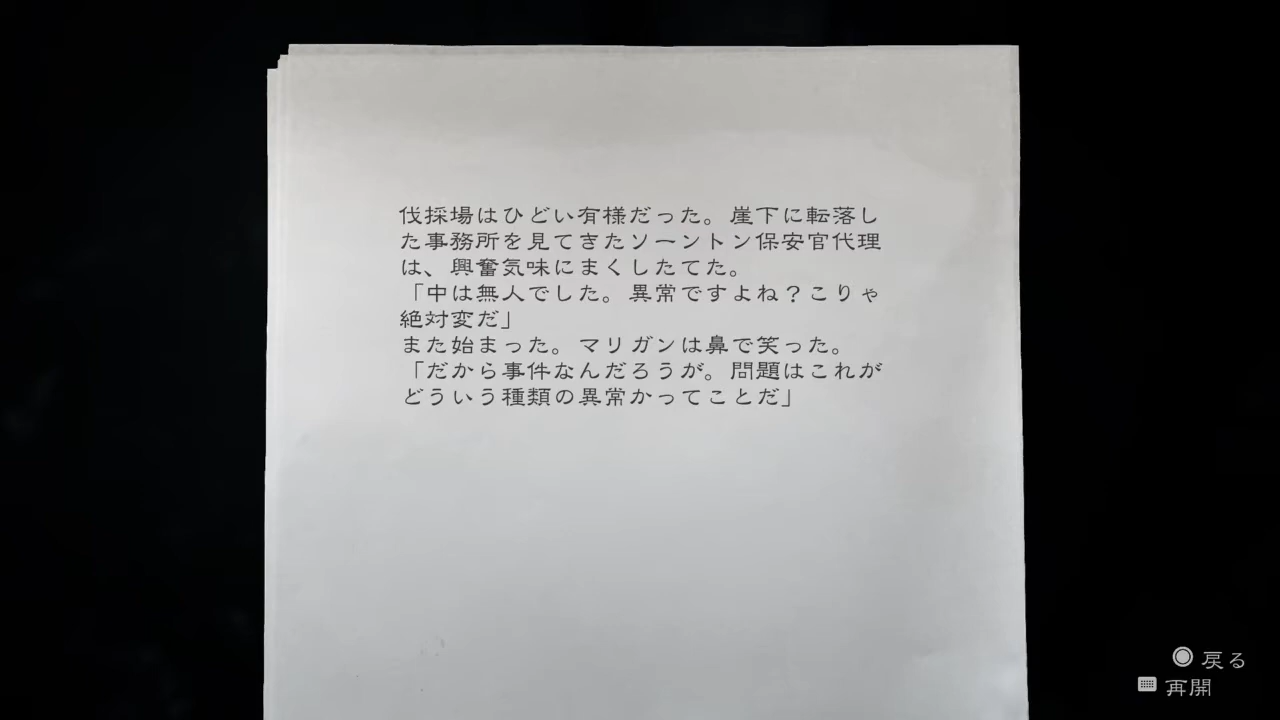 伐採場はひどい有様だった。崖下に転落し
た事務所を見てきたソーントン保安官代理
は、興奮気味にまくしたてた。
「中は無人でした。異常ですよね？こりゃ
絶対変だ」
また始まった。マリガンは鼻で笑った。
「だから事件なんだろうが。問題はこれが
どういう種類の異常かってことだ」
戻る
再開